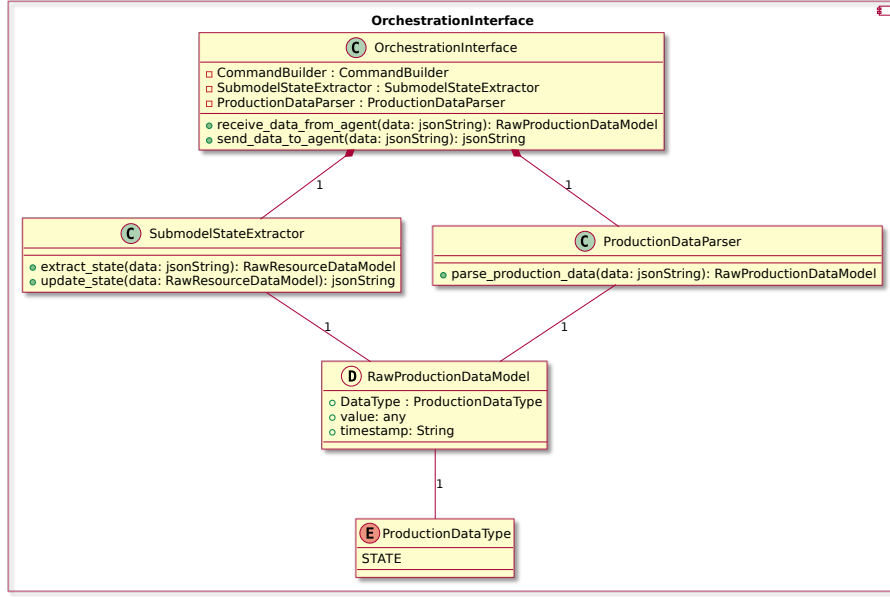 OrchestrationInterface
C OrchestrationInterface
CommandBuilder : CommandBuilder
SubmodelStateExtractor : SubmodelStateExtractor
ProductionDataParser : ProductionDataParser
receive_data_from_agent(data: jsonString): RawProductionDataModel
send_data_to_agent(data: jsonString): jsonString
1
1
C SubmodelStateExtractor
extract_state(data: jsonString): RawResourceDataModel
update_state(data: RawResourceDataModel): jsonString
C ProductionDataParser
parse_production_data(data: jsonString): RawProductionDataModel
1
1
D RawProductionDataModel
DataType : ProductionDataType
value: any
timestamp: String
1
E ProductionDataType
STATE